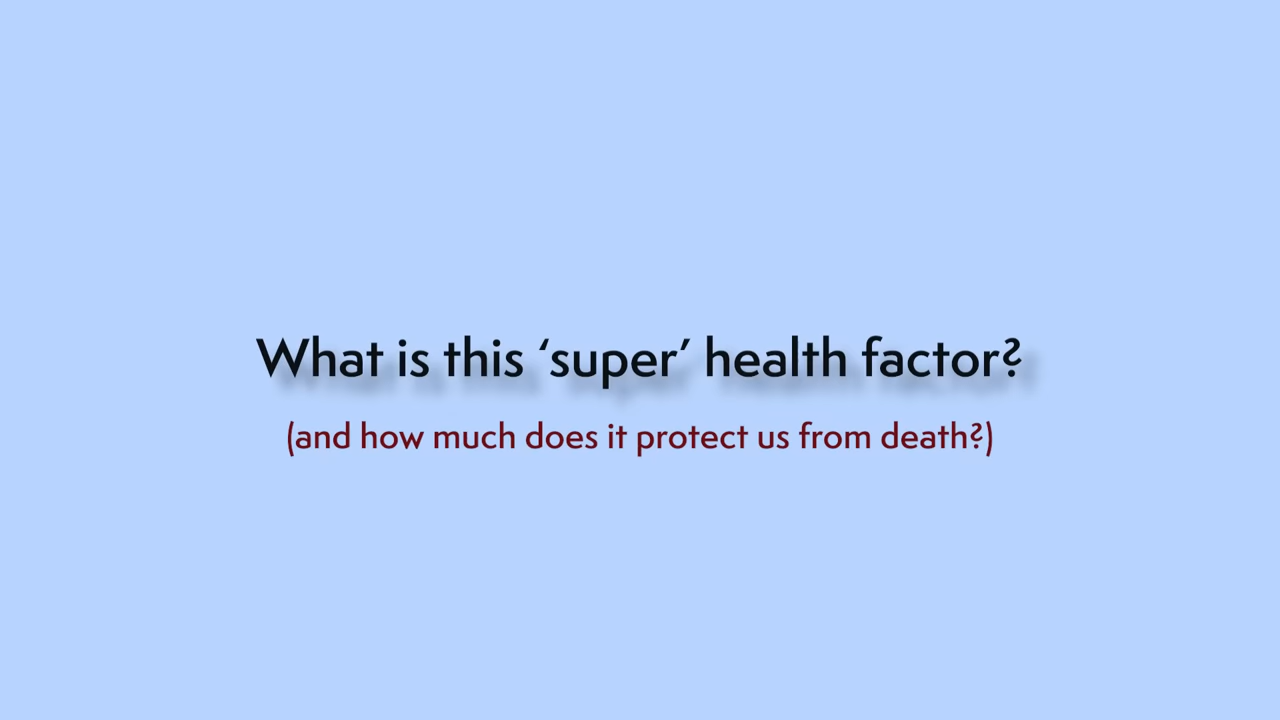 What is this ‘super’ health factor?
(and how much does it protect us from death?)